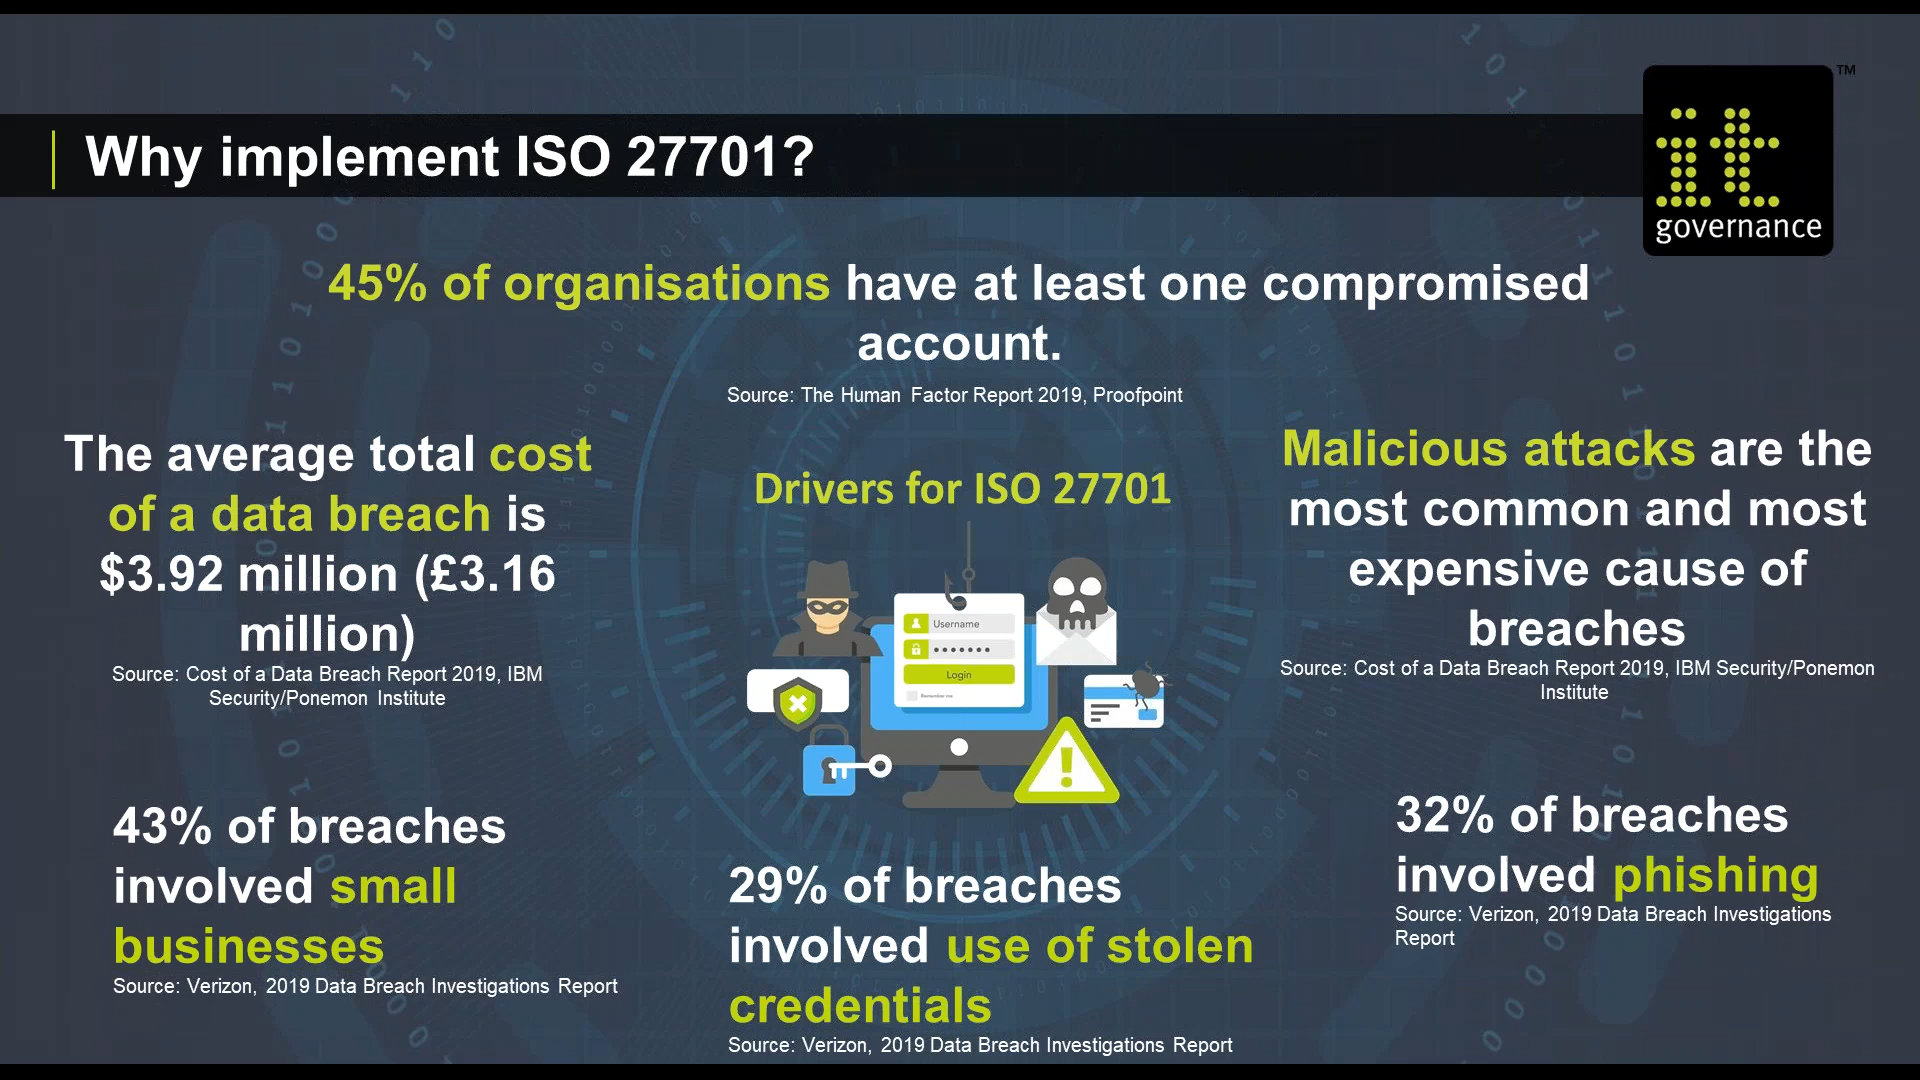 ™
Why implement ISO 27701?
it
governance
45% of organisations have at least one compromised
account.
Source: The Human Factor Report 2019, Proofpoint
The average total cost
of a data breach is
$3.92 million (£3.16
million)
Source: Cost of a Data Breach Report 2019, IBM
Security/Ponemon Institute
Drivers for ISO 27701
Username
Login
Remember me
Malicious attacks are the
most common and most
expensive cause of
breaches
Source: Cost of a Data Breach Report 2019, IBM Security/Ponemon
Institute
43% of breaches
involved small
businesses
Source: Verizon, 2019 Data Breach Investigations Report
29% of breaches
involved use of stolen
credentials
Source: Verizon, 2019 Data Breach Investigations Report
32% of breaches
involved phishing
Source: Verizon, 2019 Data Breach Investigations
Report